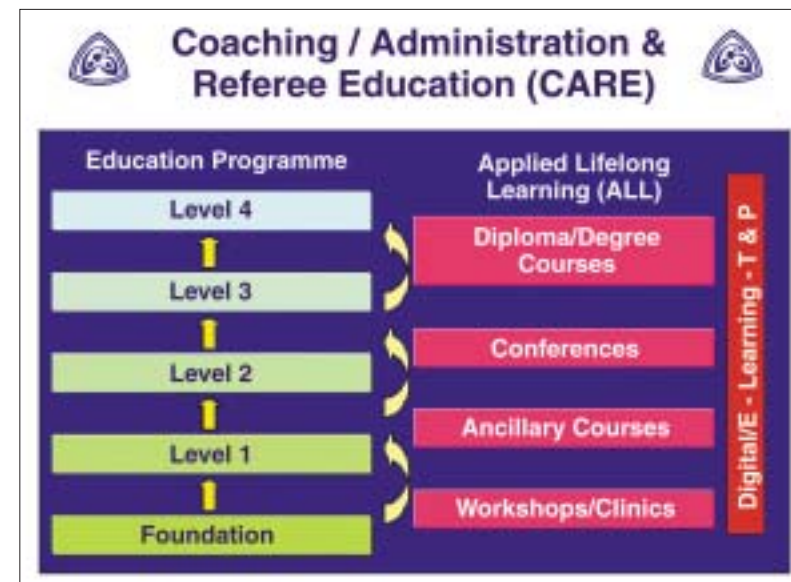 Coaching / Administration &
Referee Education (CARE)
Education Programme
Level 4
Level 3
Level 2
Level 1
Foundation
Applied Lifelong
Learning (ALL)
Diploma/Degree
Courses
Conferences
Ancillary Courses
Workshops/Clinics
Digital/E - Learning - T & P